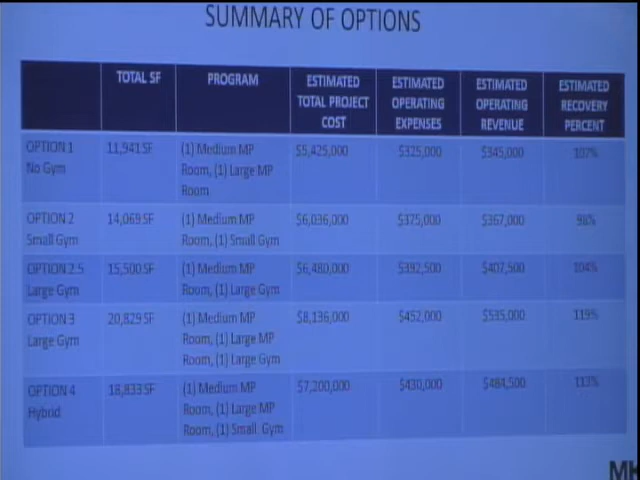 SUMMARY OF OPTIONS
TOTAL SF PROGRAM ESTIMATED TOTAL PROJECT COST ESTIMATED OPERATING EXPENSES ESTIMATED OPERATING REVENUE ESTIMATED RECOVERY PERCENT
OPTION 1 11,941 SF (1) Medium MP $5,425,000 $325,000 $345,000 107%
No Gym Room, (1) Large MP
Room
OPTION 2 14,069 SF (1) Medium MP $6,036,000 $375,000 $367,000 98%
Small Gym Room, (1) Small Gym
OPTION 2.5 15,500 SF (1) Medium MP $6,480,000 $392,500 $407,500 104%
Large Gym Room, (1) Large Gym
OPTION 3 20,829 SF (1) Medium MP $8,136,000 $452,000 $535,000 119%
Large Gym Room, (1) Large MP
Room, (1) Large Gym
OPTION 4 18,833 SF (1) Medium MP $7,200,000 $430,000 $484,500 113%
Hybrid Room, (1) Large MP
Room, (1) Small Gym